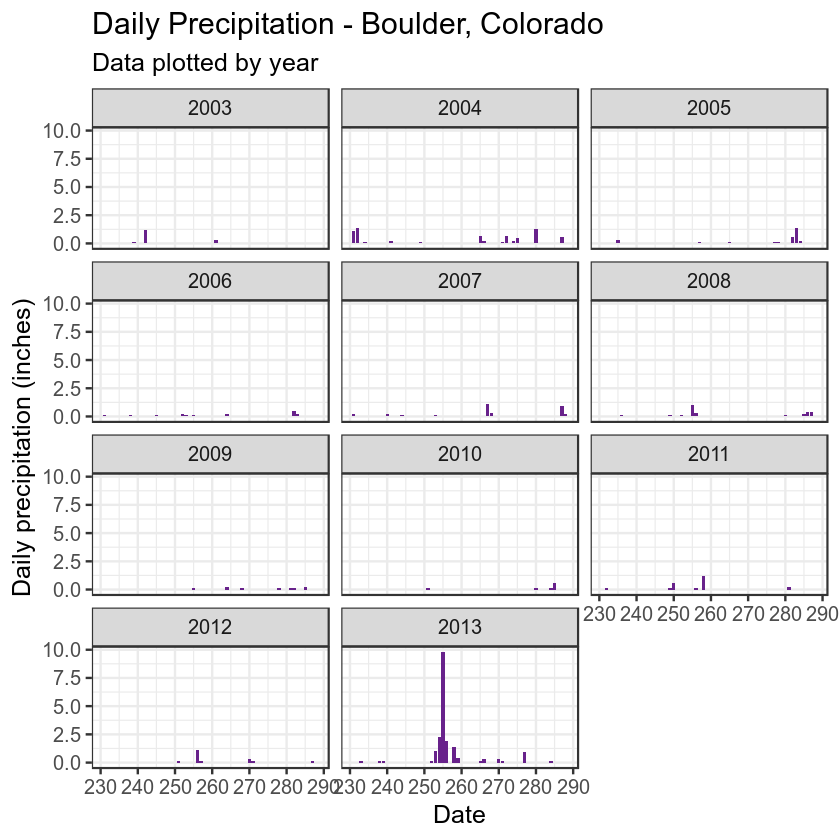 Daily Precipitation - Boulder, Colorado
Data plotted by year
2003 2004 2005
10.0
7.5
5.0
2.5
0.0
2006 2007 2008
10.0
7.5
5.0
2.5
0.0
2009 2010 2011
10.0
7.5
5.0
2.5
0.0
230 240 250 260 270 280 290
2012 2013
10.0
7.5
5.0
2.5
0.0
230 240 250 260 270 280 290 230 240 250 260 270 280 290
Daily precipitation (inches)
Date